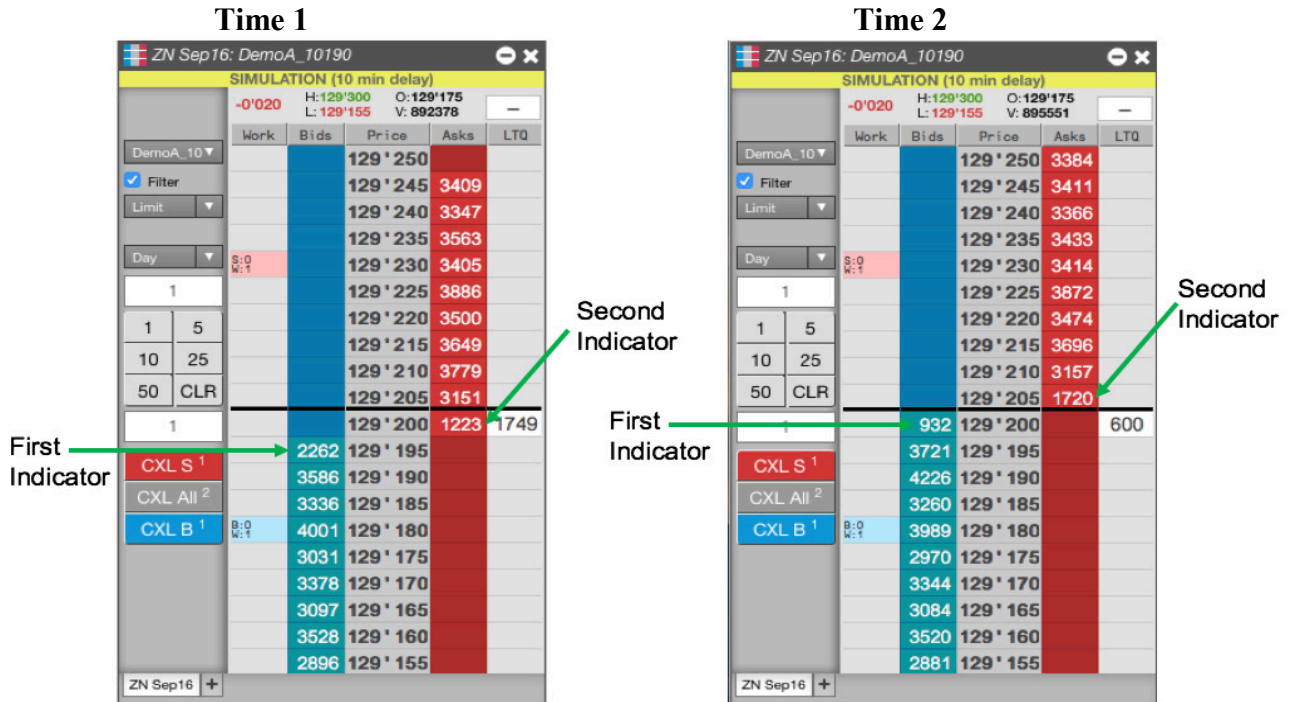 Time 1
ZN Sep16: DemoA_10190
SIMULATION (10 min delay)
-0'020 H:129'300 O:129'175 –
L:129'155 V: 892378
Work Bids Price Asks LTQ
129'250
DemoA_10
129'245 3409
Filter
129'240 3347
Limit
129'235 3563
Day
S:0
W:1
129'230 3405
1
129'225 3886
129'220 3500
1 5
129'215 3649
10 25
129'210 3779
50 CLR
129'205 3151
1
129'200 1223 1749
2262 129'195
CXL S 1
3586 129'190
CXL All 2
3336 129'185
CXL B 1
B:0
W:1
4001 129'180
3031 129'175
3378 129'170
3097 129'165
3528 129'160
2896 129'155
ZN Sep16 +
First
Indicator
Second
Indicator
Time 2
ZN Sep16: DemoA_10190
SIMULATION (10 min delay)
-0'020 H:129'300 O:129'175 –
L:129'155 V: 895551
Work Bids Price Asks LTQ
129'250 3384
DemoA_10
129'245 3411
Filter
129'240 3366
Limit
129'235 3433
Day
S:0
W:1
129'230 3414
1
129'225 3872
129'220 3474
1 5
129'215 3696
10 25
129'210 3157
50 CLR
129'205 1720
1
932 129'200 600
3721 129'195
CXL S 1
4226 129'190
CXL All 2
3260 129'185
CXL B 1
B:0
W:1
3989 129'180
2970 129'175
3344 129'170
3084 129'165
3520 129'160
2881 129'155
ZN Sep16 +
First
Indicator
Second
Indicator